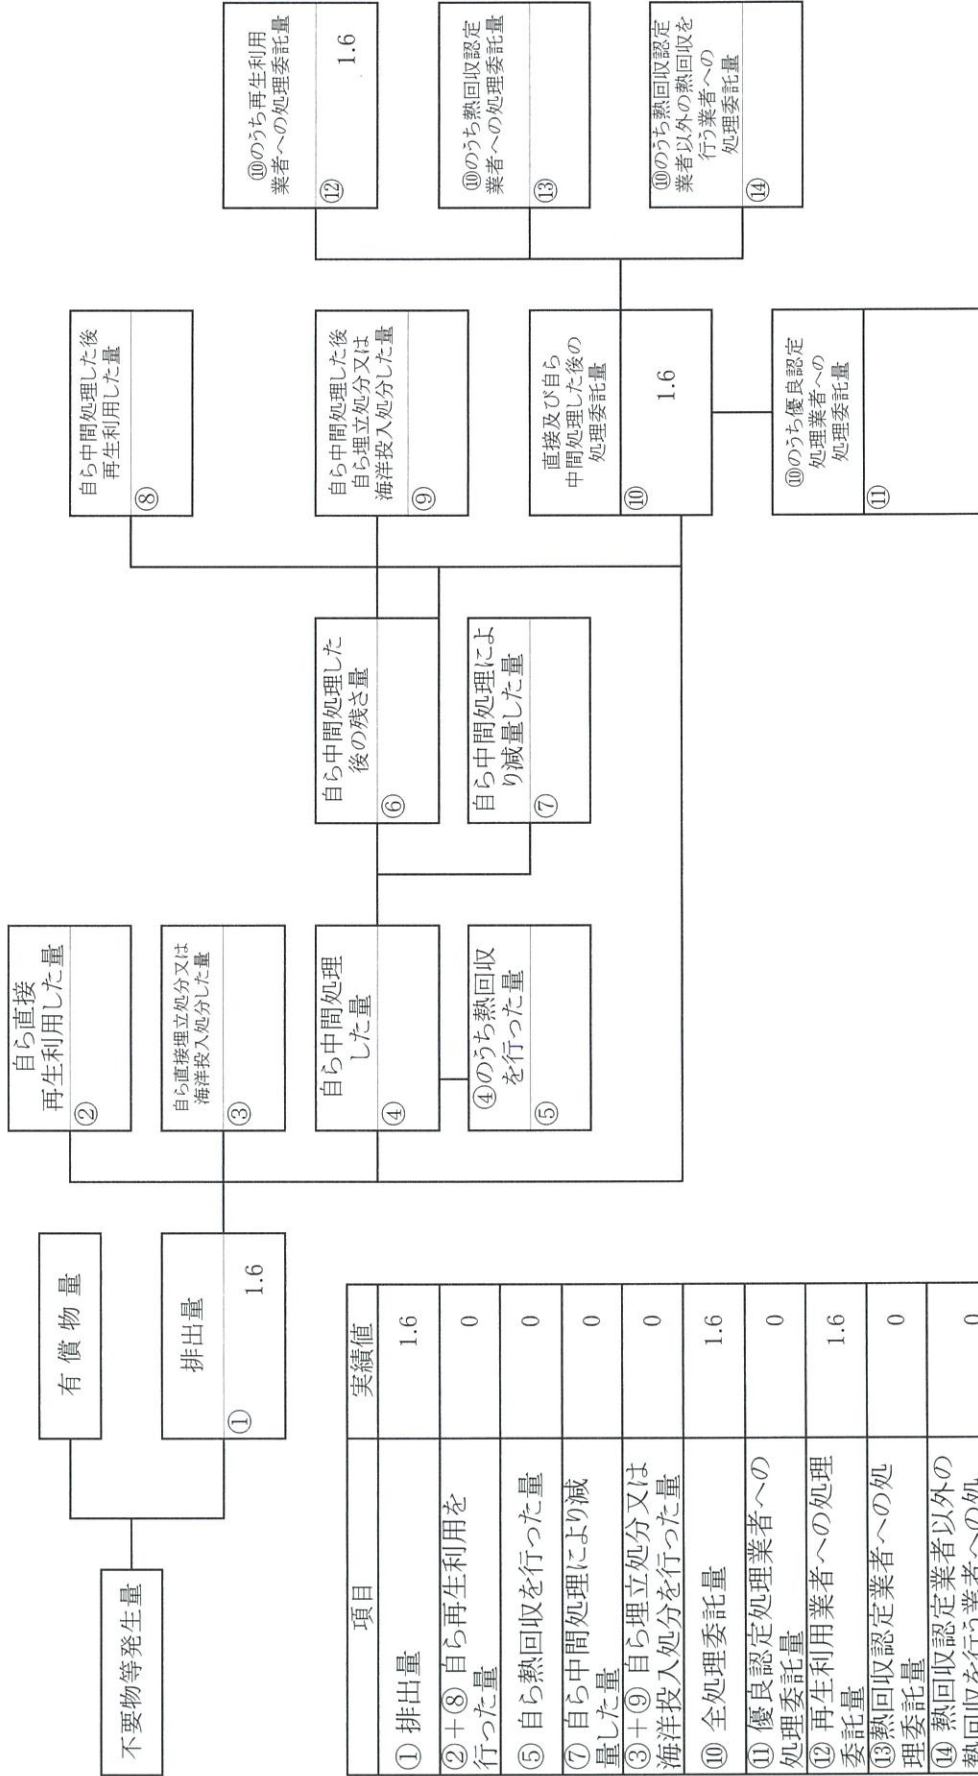 不要物等発生量
有償物量
排出量
①
1.6
自ら直接
再生利用した量
②
自ら直接埋立処分又は
海洋投入処分した量
③
自ら中間処理
した量
④
④のうち熱回収
を行った量
⑤
自ら中間処理した
後の残さ量
⑥
自ら中間処理によ
り減量した量
⑦
自ら中間処理した後
再生利用した量
⑧
自ら中間処理した後
自ら埋立処分又は
海洋投入処分した量
⑨
直接及び自ら
中間処理した後の
処理委託量
⑩
1.6
⑩のうち優良認定
処理業者への
処理委託量
⑪
⑩のうち再生利用
業者への処理委託量
⑫
1.6
⑩のうち熱回収認定
業者への処理委託量
⑬
⑩のうち熱回収認定
業者以外の熱回収を
行う業者への
処理委託量
⑭
項目 実績値
① 排出量 1.6
②＋⑧ 自ら再生利用を
行った量 0
⑤ 自ら熱回収を行った量 0
⑦ 自ら中間処理により減
量した量 0
③＋⑨ 自ら埋立処分又は
海洋投入処分を行った量 0
⑩ 全処理委託量 1.6
⑪ 優良認定処理業者への
処理委託量 0
⑫ 再生利用業者への処理
委託量 1.6
⑬熱回収認定業者への処
理委託量 0
⑭ 熱回収認定業者以外の
熱回収を行う業者への処 0